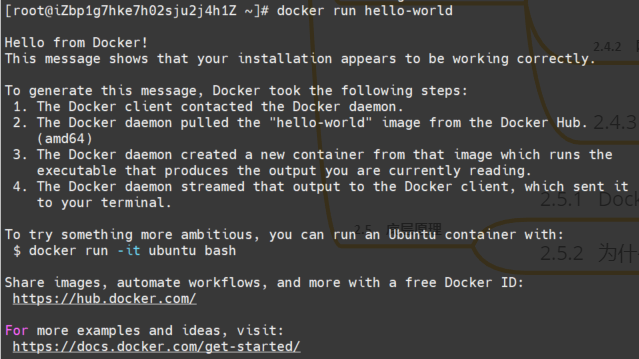 [root@iZbp1g7hke7h02sju2j4h1Z ~]# docker run hello-world
Hello from Docker!
This message shows that your installation appears to be working correctly.
To generate this message, Docker took the following steps:
1. The Docker client contacted the Docker daemon.
2. The Docker daemon pulled the "hello-world" image from the Docker Hub.
(amd64)
3. The Docker daemon created a new container from that image which runs the
executable that produces the output you are currently reading.
4. The Docker daemon streamed that output to the Docker client, which sent it
to your terminal.
To try something more ambitious, you can run an Ubuntu container with:
$ docker run -it ubuntu bash
Share images, automate workflows, and more with a free Docker ID:
https://hub.docker.com/
For more examples and ideas, visit:
https://docs.docker.com/get-started/
2.4.2
2.4.3
2.5.1 Dock
2.5 底层原理
2.5.2 为什